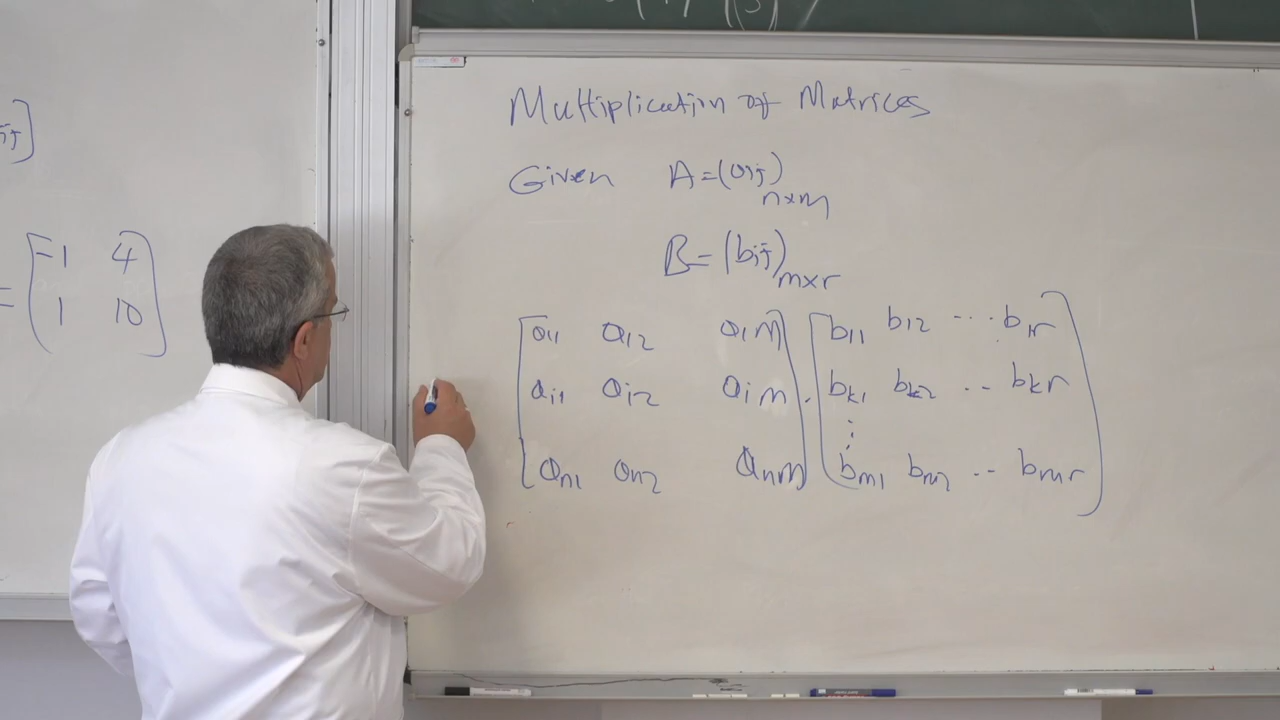 ij]
= [-1 4
1 10]
Multiplication of Matrices
Given A=(aij)n×m
B=(bij)m×r
[a11 a12 a1m] . [b11 b12 ... b1r]
[ai1 ai2 aim] [bk1 bk2 .. bkr]
⋮
[an1 an2 anm] [bm1 bm2 .. bmr]